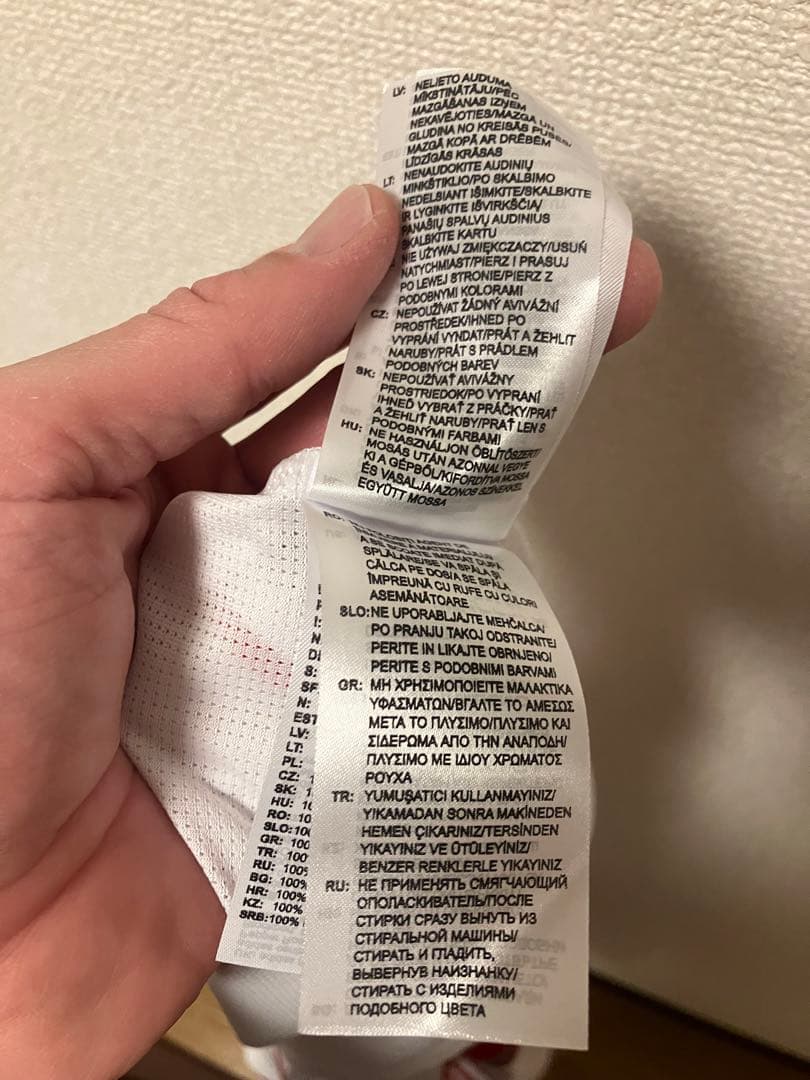 LV: NELIETO AUDUMA
MĪKSTINĀTĀJU/PĒC
MAZGĀŠANAS IZŅEM
NEKAVĒJOTIES/MAZGĀ UN
GLUDINA NO KREISĀS PUSES/
MAZGĀ KOPĀ AR DRĒBĒM
LĪDZĪGĀS KRĀSĀS
LT: NENAUDOKITE AUDINIŲ
MINKŠTIKLIO/PO SKALBIMO
NEDELSIANT IŠIMKITE/SKALBKITE
IR LYGINKITE IŠVIRKŠČIA/
PANAŠIŲ SPALVŲ AUDINIUS
SKALBKITE KARTU
NIE UŻYWAJ ZMIĘKCZACZY/USUŃ
NATYCHMIAST/PIERZ I PRASUJ
PO LEWEJ STRONIE/PIERZ Z
PODOBNYMI KOLORAMI
CZ: NEPOUŽÍVAT ŽÁDNÝ AVIVÁŽNÍ
PROSTŘEDEK/IHNED PO
VYPRÁNÍ VYNDAT/PRÁT A ŽEHLIT
NARUBY/PRÁT S PRÁDLEM
PODOBNÝCH BAREV
SK: NEPOUŽÍVAŤ AVIVÁŽNY
PROSTRIEDOK/PO VYPRANÍ
IHNEĎ VYBRAŤ Z PRÁČKY/PRAŤ
A ŽEHLIŤ NARUBY/PRAŤ LEN S
PODOBNÝMI FARBAMI
HU: NE HASZNÁLJON ÖBLÍTŐSZERT/
MOSÁS UTÁN AZONNAL VEGYE
KI A GÉPBŐL/KIFORDÍTVA MOSSA
ÉS VASALJA/AZONOS SZÍNEKKEL
EGYÜTT MOSSA
A SE
SPĂLARE/SE VA SPĂLA ŞI
CĂLCA PE DOS/A SE SPĂLA
ÎMPREUNĂ CU RUFE CU CULORI
ASEMĂNĂTOARE
SLO: NE UPORABLJAJTE MEHČALCA/
PO PRANJU TAKOJ ODSTRANITE/
PERITE IN LIKAJTE OBRNJENO/
PERITE S PODOBNIMI BARVAMI
GR: ΜΗ ΧΡΗΣΙΜΟΠΟΙΕΙΤΕ ΜΑΛΑΚΤΙΚΑ
ΥΦΑΣΜΑΤΩΝ/ΒΓΑΛΤΕ ΤΟ ΑΜΕΣΩΣ
ΜΕΤΑ ΤΟ ΠΛΥΣΙΜΟ/ΠΛΥΣΙΜΟ ΚΑΙ
ΣΙΔΕΡΩΜΑ ΑΠΟ ΤΗΝ ΑΝΑΠΟΔΗ/
ΠΛΥΣΙΜΟ ΜΕ ΙΔΙΟΥ ΧΡΩΜΑΤΟΣ
ΡΟΥΧΑ
TR: YUMUŞATICI KULLANMAYINIZ/
YIKAMADAN SONRA MAKİNEDEN
HEMEN ÇIKARINIZ/TERSİNDEN
YIKAYINIZ VE ÜTÜLEYİNİZ/
BENZER RENKLERLE YIKAYINIZ
RU: НЕ ПРИМЕНЯТЬ СМЯГЧАЮЩИЙ
ОПОЛАСКИВАТЕЛЬ/ПОСЛЕ
СТИРКИ СРАЗУ ВЫНУТЬ ИЗ
СТИРАЛЬНОЙ МАШИНЫ/
СТИРАТЬ И ГЛАДИТЬ,
ВЫВЕРНУВ НАИЗНАНКУ/
СТИРАТЬ С ИЗДЕЛИЯМИ
ПОДОБНОГО ЦВЕТА
S:
N:
EST
LV:
LT:
PL:
CZ:
SK:
HU:
RO:
SLO:
GR: 100
TR: 100
RU: 100%
BG: 100%
HR: 100%
KZ: 100%
SRB: 100%